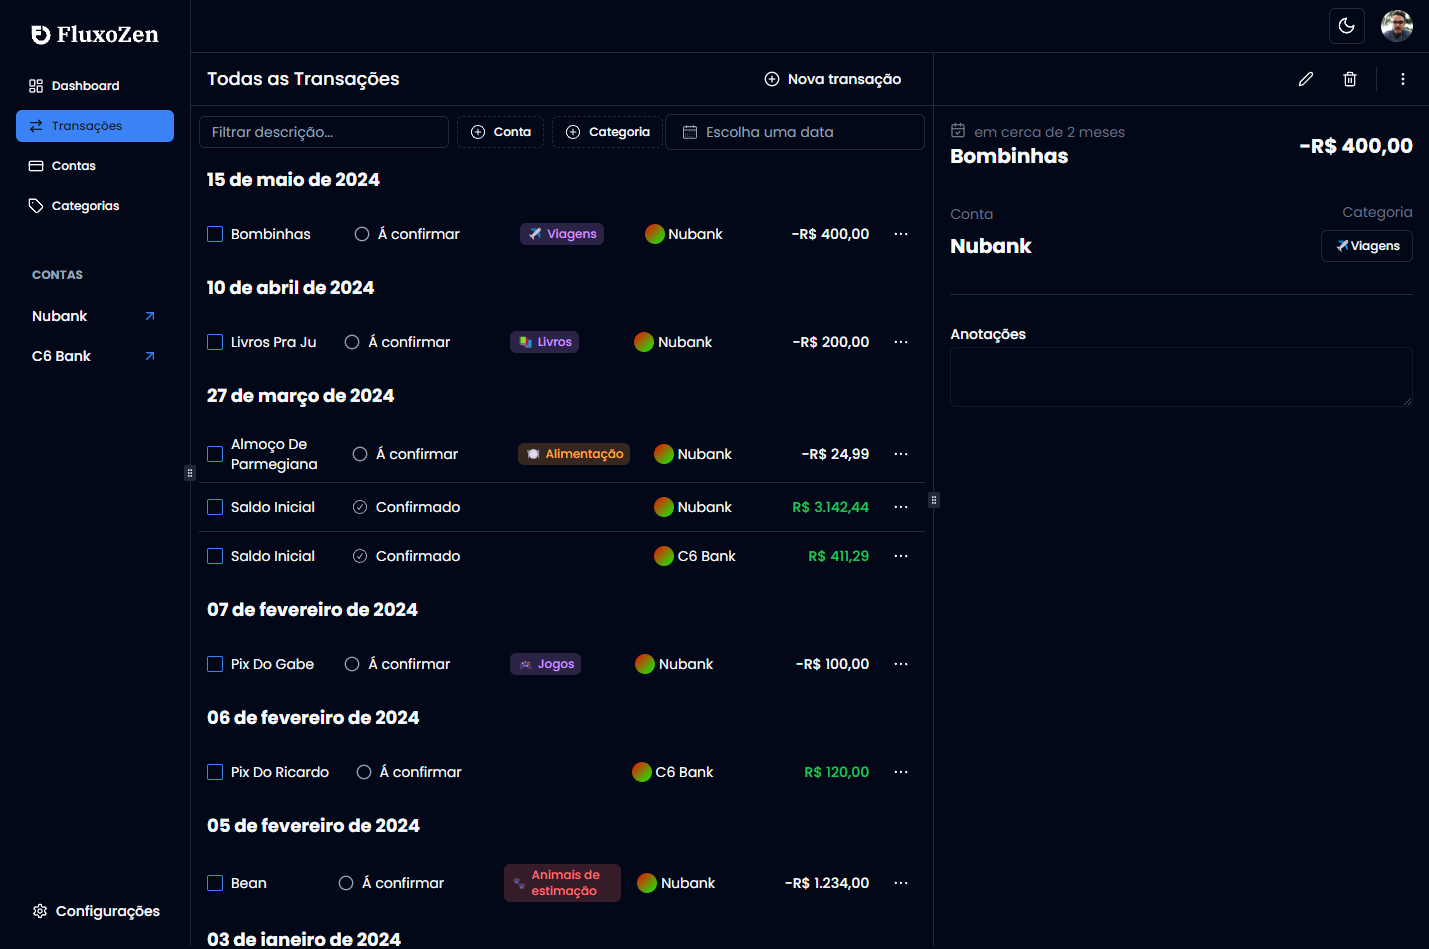 FluxoZen
Dashboard
Transações
Contas
Categorias
CONTAS
Nubank
C6 Bank
Configurações
Todas as Transações
Nova transação
Filtrar descrição...
Conta
Categoria
Escolha uma data
15 de maio de 2024
Bombinhas Á confirmar Viagens Nubank -R$ 400,00
10 de abril de 2024
Livros Pra Ju Á confirmar Livros Nubank -R$ 200,00
27 de março de 2024
Almoço De
Parmegiana
Á confirmar Alimentação Nubank -R$ 24,99
Saldo Inicial Confirmado Nubank R$ 3.142,44
Saldo Inicial Confirmado C6 Bank R$ 411,29
07 de fevereiro de 2024
Pix Do Gabe Á confirmar Jogos Nubank -R$ 100,00
06 de fevereiro de 2024
Pix Do Ricardo Á confirmar C6 Bank R$ 120,00
05 de fevereiro de 2024
Bean Á confirmar
Animais de
estimação
Nubank -R$ 1.234,00
03 de janeiro de 2024
em cerca de 2 meses
Bombinhas
-R$ 400,00
Conta
Nubank
Categoria
Viagens
Anotações